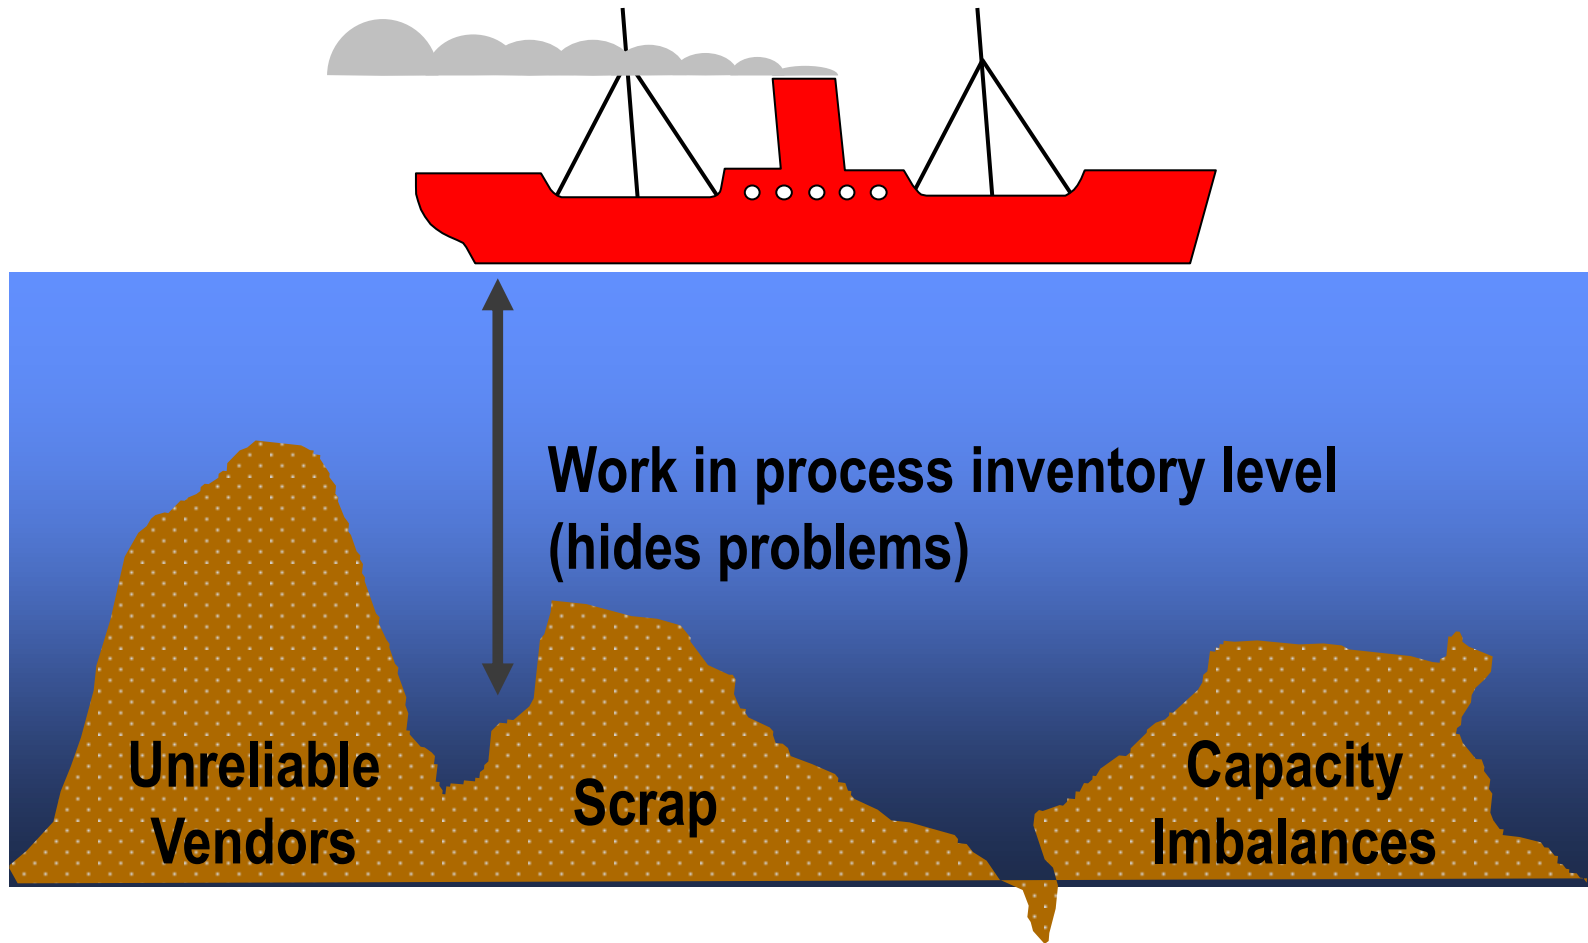 Work in process inventory level
(hides problems)
Unreliable
Vendors
Scrap
Capacity
Imbalances